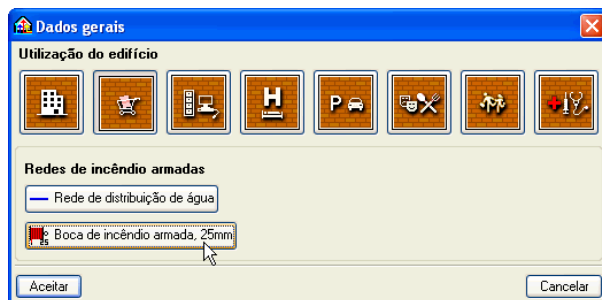 Dados gerais
Utilização do edifício
H
P
Redes de incêndio armadas
Rede de distribuição de água
25 Boca de incêndio armada, 25mm
Aceitar Cancelar